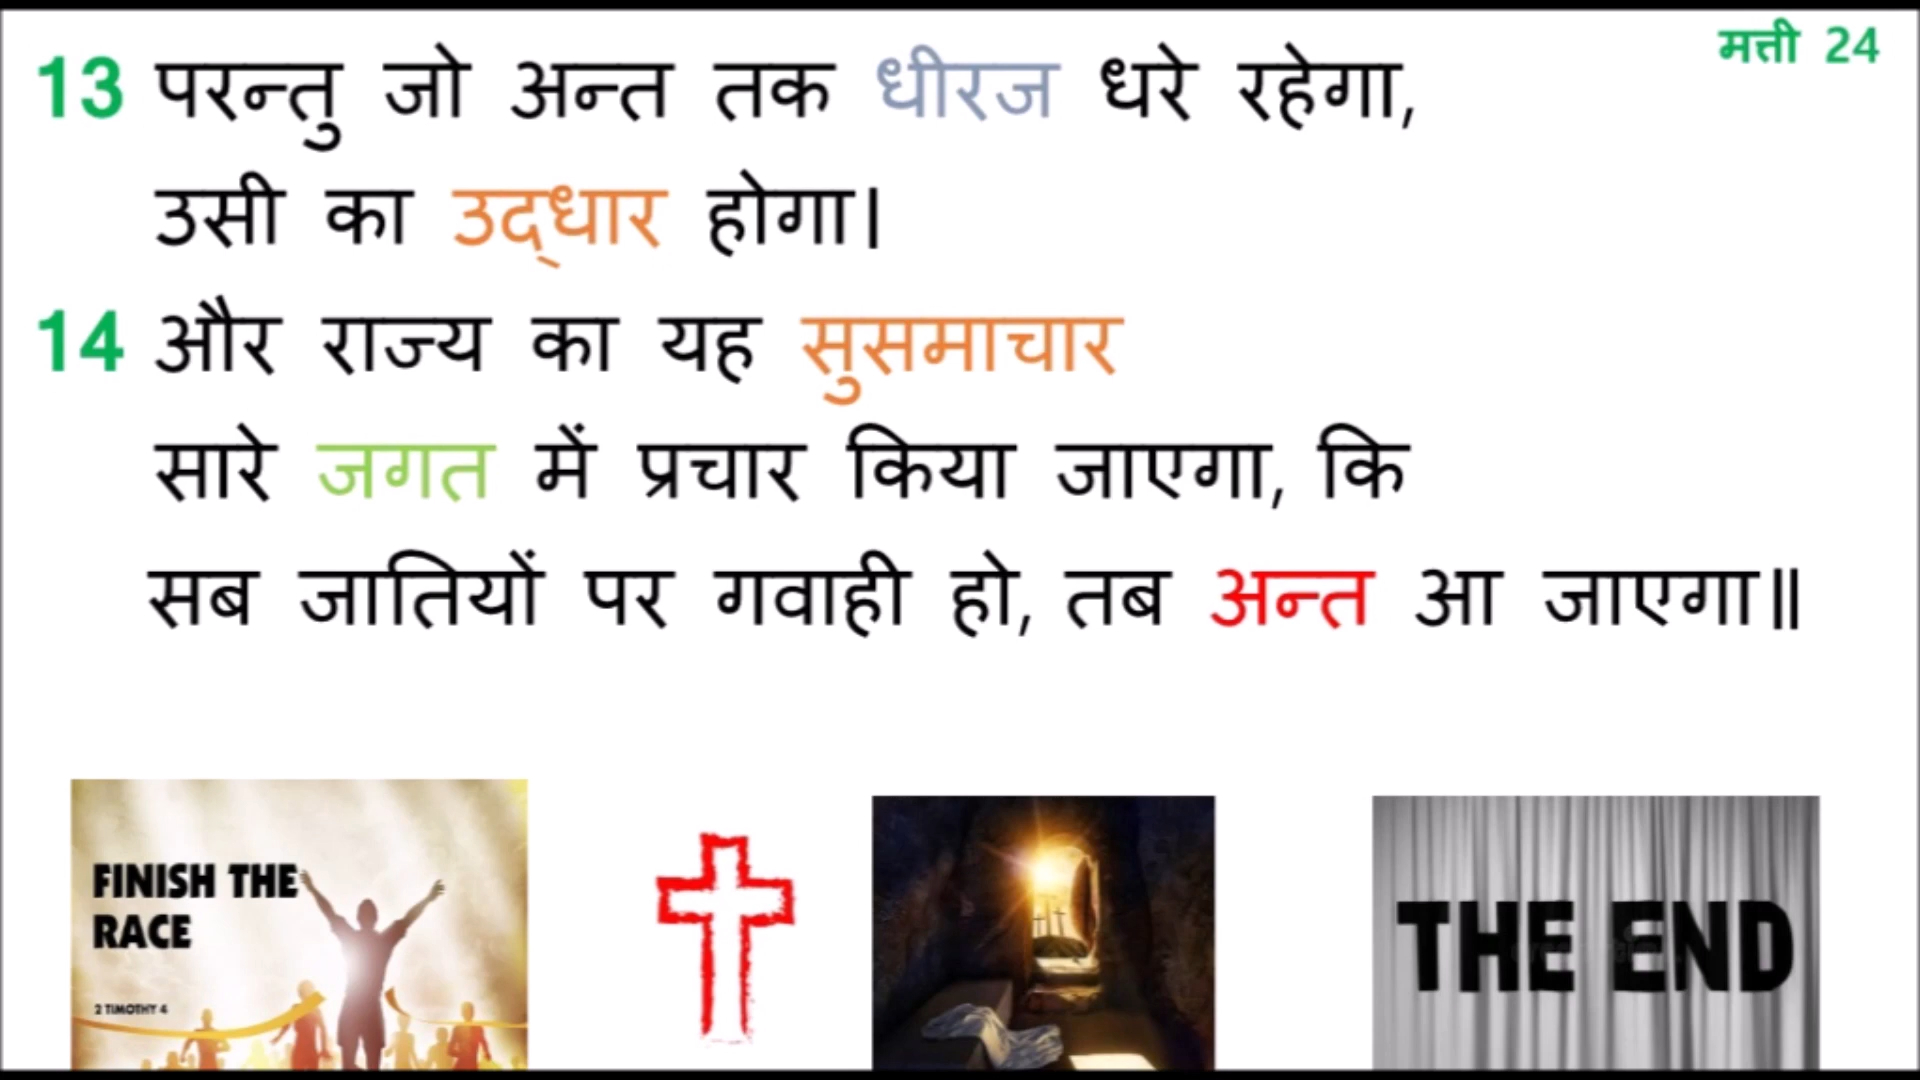 मत्ती 24
13 परन्तु जो अन्त तक धीरज धरे रहेगा,
उसी का उद्‌धार होगा।
14 और राज्य का यह सुसमाचार
सारे जगत में प्रचार किया जाएगा, कि
सब जातियों पर गवाही हो, तब अन्त आ जाएगा॥
FINISH THE
RACE
2 TIMOTHY 4
THE END